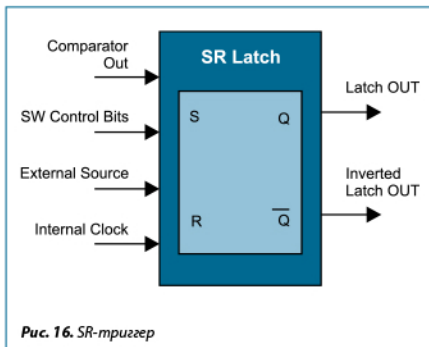 Comparator
Out
SW Control Bits
External Source
Internal Clock
SR Latch
S Q
R Q̅
Latch OUT
Inverted
Latch OUT
Рис. 16. SR-триггер